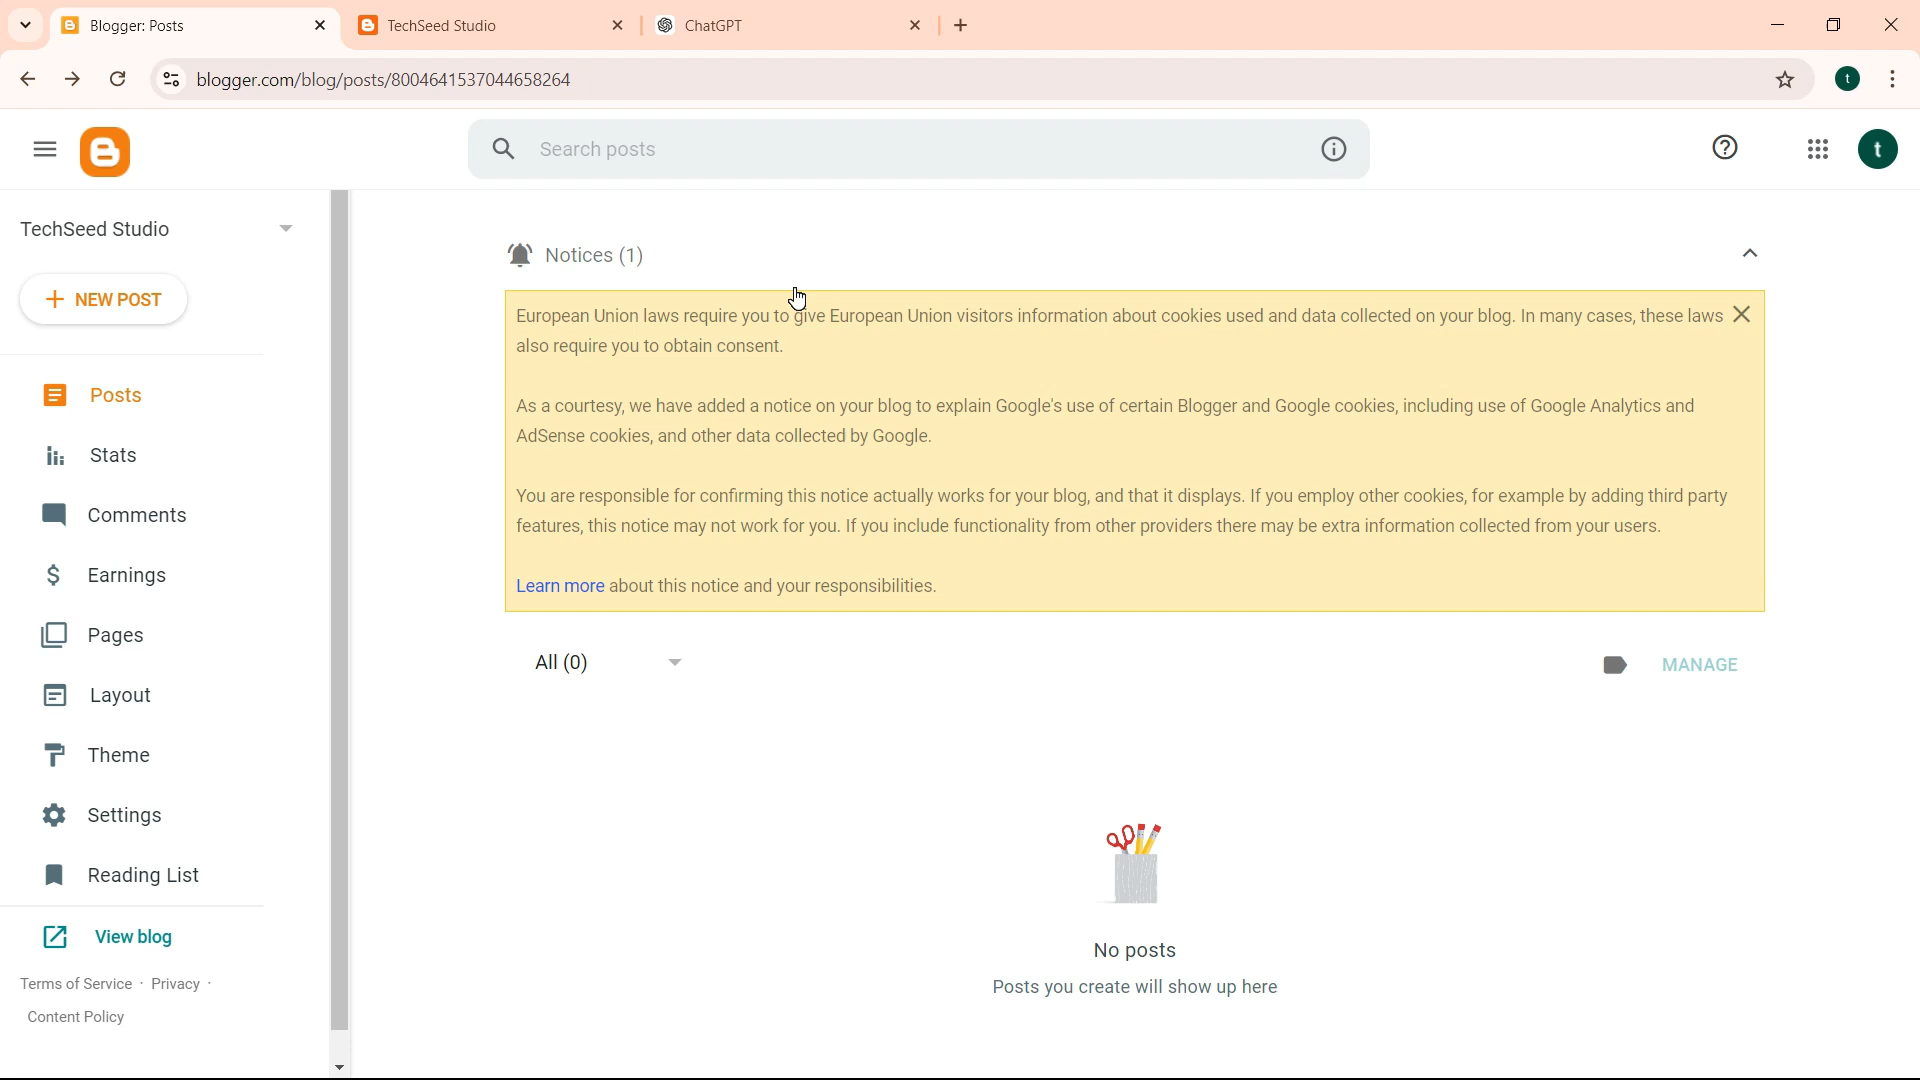 Blogger: Posts
TechSeed Studio
ChatGPT
blogger.com/blog/posts/8004641537044658264
t
Search posts
t
TechSeed Studio
NEW POST
Posts
Stats
Comments
Earnings
Pages
Layout
Theme
Settings
Reading List
View blog
Terms of Service · Privacy ·
Content Policy
Notices (1)
European Union laws require you to give European Union visitors information about cookies used and data collected on your blog. In many cases, these laws
also require you to obtain consent.
As a courtesy, we have added a notice on your blog to explain Google's use of certain Blogger and Google cookies, including use of Google Analytics and
AdSense cookies, and other data collected by Google.
You are responsible for confirming this notice actually works for your blog, and that it displays. If you employ other cookies, for example by adding third party
features, this notice may not work for you. If you include functionality from other providers there may be extra information collected from your users.
Learn more about this notice and your responsibilities.
All (0)
MANAGE
No posts
Posts you create will show up here